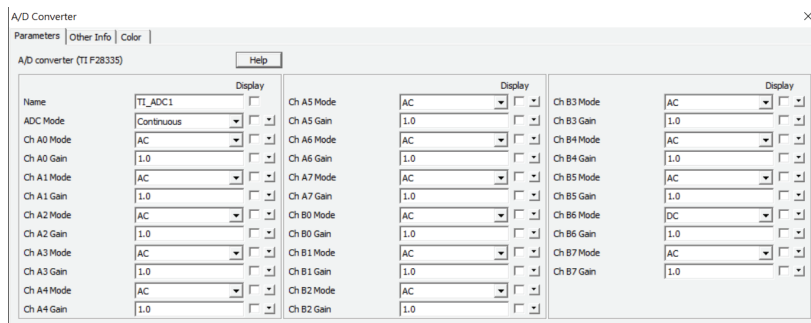 A/D Converter
Parameters Other Info Color
A/D converter (TI F28335) Help
Display
Name TI_ADC1
ADC Mode Continuous
Ch A0 Mode AC
Ch A0 Gain 1.0
Ch A1 Mode AC
Ch A1 Gain 1.0
Ch A2 Mode AC
Ch A2 Gain 1.0
Ch A3 Mode AC
Ch A3 Gain 1.0
Ch A4 Mode AC
Ch A4 Gain 1.0
Display
Ch A5 Mode AC
Ch A5 Gain 1.0
Ch A6 Mode AC
Ch A6 Gain 1.0
Ch A7 Mode AC
Ch A7 Gain 1.0
Ch B0 Mode AC
Ch B0 Gain 1.0
Ch B1 Mode AC
Ch B1 Gain 1.0
Ch B2 Mode AC
Ch B2 Gain 1.0
Display
Ch B3 Mode AC
Ch B3 Gain 1.0
Ch B4 Mode AC
Ch B4 Gain 1.0
Ch B5 Mode AC
Ch B5 Gain 1.0
Ch B6 Mode DC
Ch B6 Gain 1.0
Ch B7 Mode AC
Ch B7 Gain 1.0